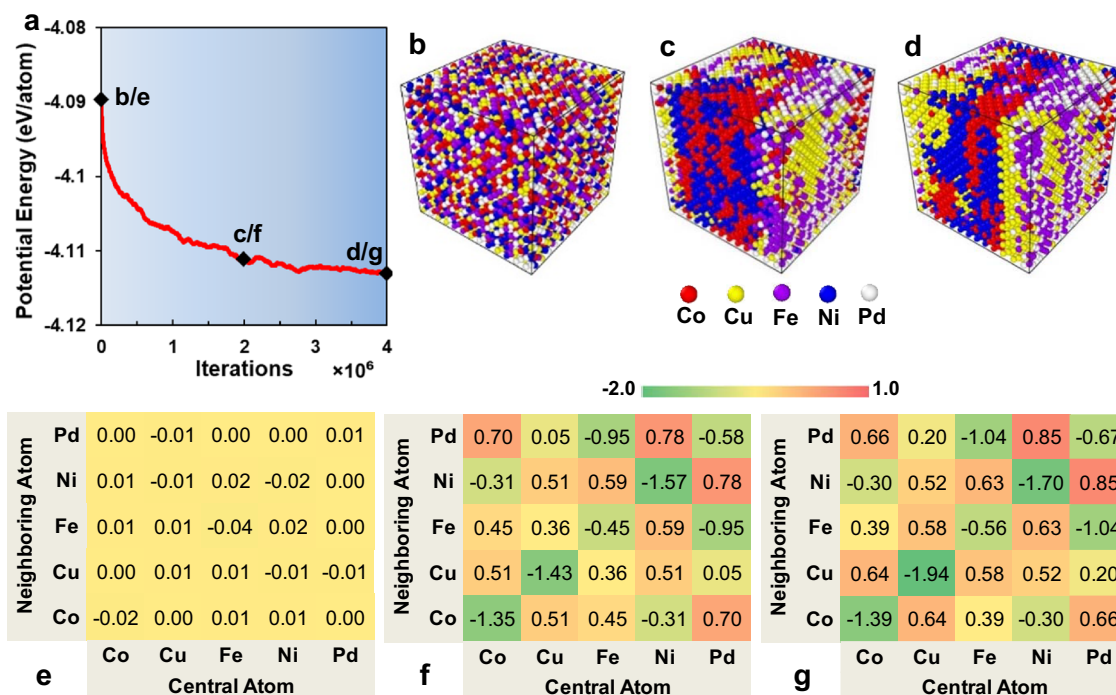 a
-4.08
-4.09
-4.1
-4.11
-4.12
Potential Energy (eV/atom)
b/e
c/f
d/g
0 1 2 3 4
Iterations ×10⁶
b
c
d
Co Cu Fe Ni Pd
-2.0 1.0
Neighboring Atom
Pd 0.00 -0.01 0.00 0.00 0.01
Ni 0.01 -0.01 0.02 -0.02 0.00
Fe 0.01 0.01 -0.04 0.02 0.00
Cu 0.00 0.01 0.01 -0.01 -0.01
Co -0.02 0.00 0.01 0.01 0.00
Co Cu Fe Ni Pd
Central Atom
e
Neighboring Atom
Pd 0.70 0.05 -0.95 0.78 -0.58
Ni -0.31 0.51 0.59 -1.57 0.78
Fe 0.45 0.36 -0.45 0.59 -0.95
Cu 0.51 -1.43 0.36 0.51 0.05
Co -1.35 0.51 0.45 -0.31 0.70
Co Cu Fe Ni Pd
Central Atom
f
Neighboring Atom
Pd 0.66 0.20 -1.04 0.85 -0.67
Ni -0.30 0.52 0.63 -1.70 0.85
Fe 0.39 0.58 -0.56 0.63 -1.04
Cu 0.64 -1.94 0.58 0.52 0.20
Co -1.39 0.64 0.39 -0.30 0.66
Co Cu Fe Ni Pd
Central Atom
g